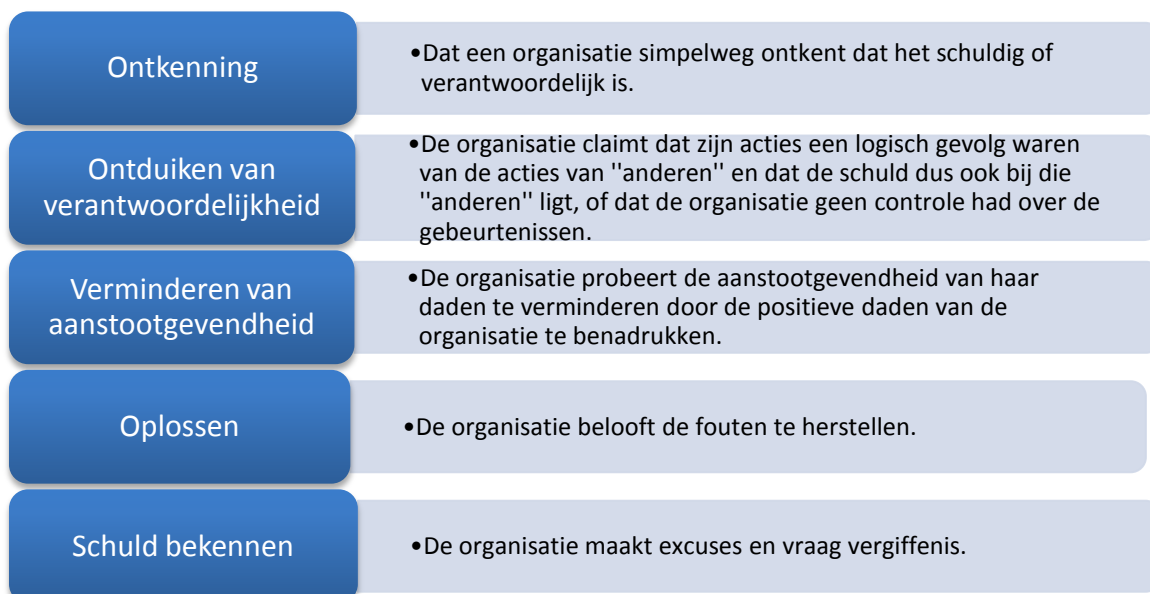 Ontkenning
•Dat een organisatie simpelweg ontkent dat het schuldig of
verantwoordelijk is.
Ontduiken van
verantwoordelijkheid
•De organisatie claimt dat zijn acties een logisch gevolg waren
van de acties van ''anderen'' en dat de schuld dus ook bij die
''anderen'' ligt, of dat de organisatie geen controle had over de
gebeurtenissen.
Verminderen van
aanstootgevendheid
•De organisatie probeert de aanstootgevendheid van haar
daden te verminderen door de positieve daden van de
organisatie te benadrukken.
Oplossen
•De organisatie belooft de fouten te herstellen.
Schuld bekennen
•De organisatie maakt excuses en vraag vergiffenis.